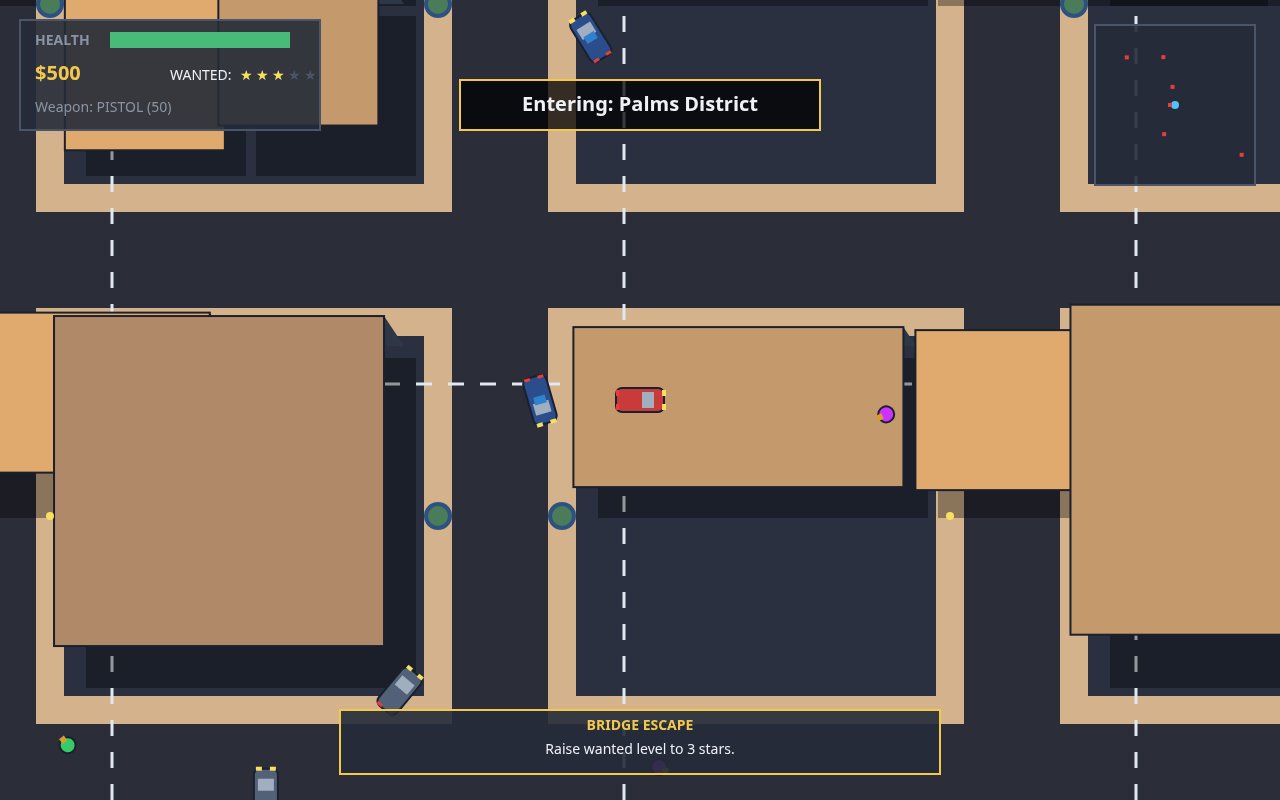 HEALTH
$500 WANTED: ★ ★ ★ ★ ★
Weapon: PISTOL (50)
Entering: Palms District
BRIDGE ESCAPE
Raise wanted level to 3 stars.